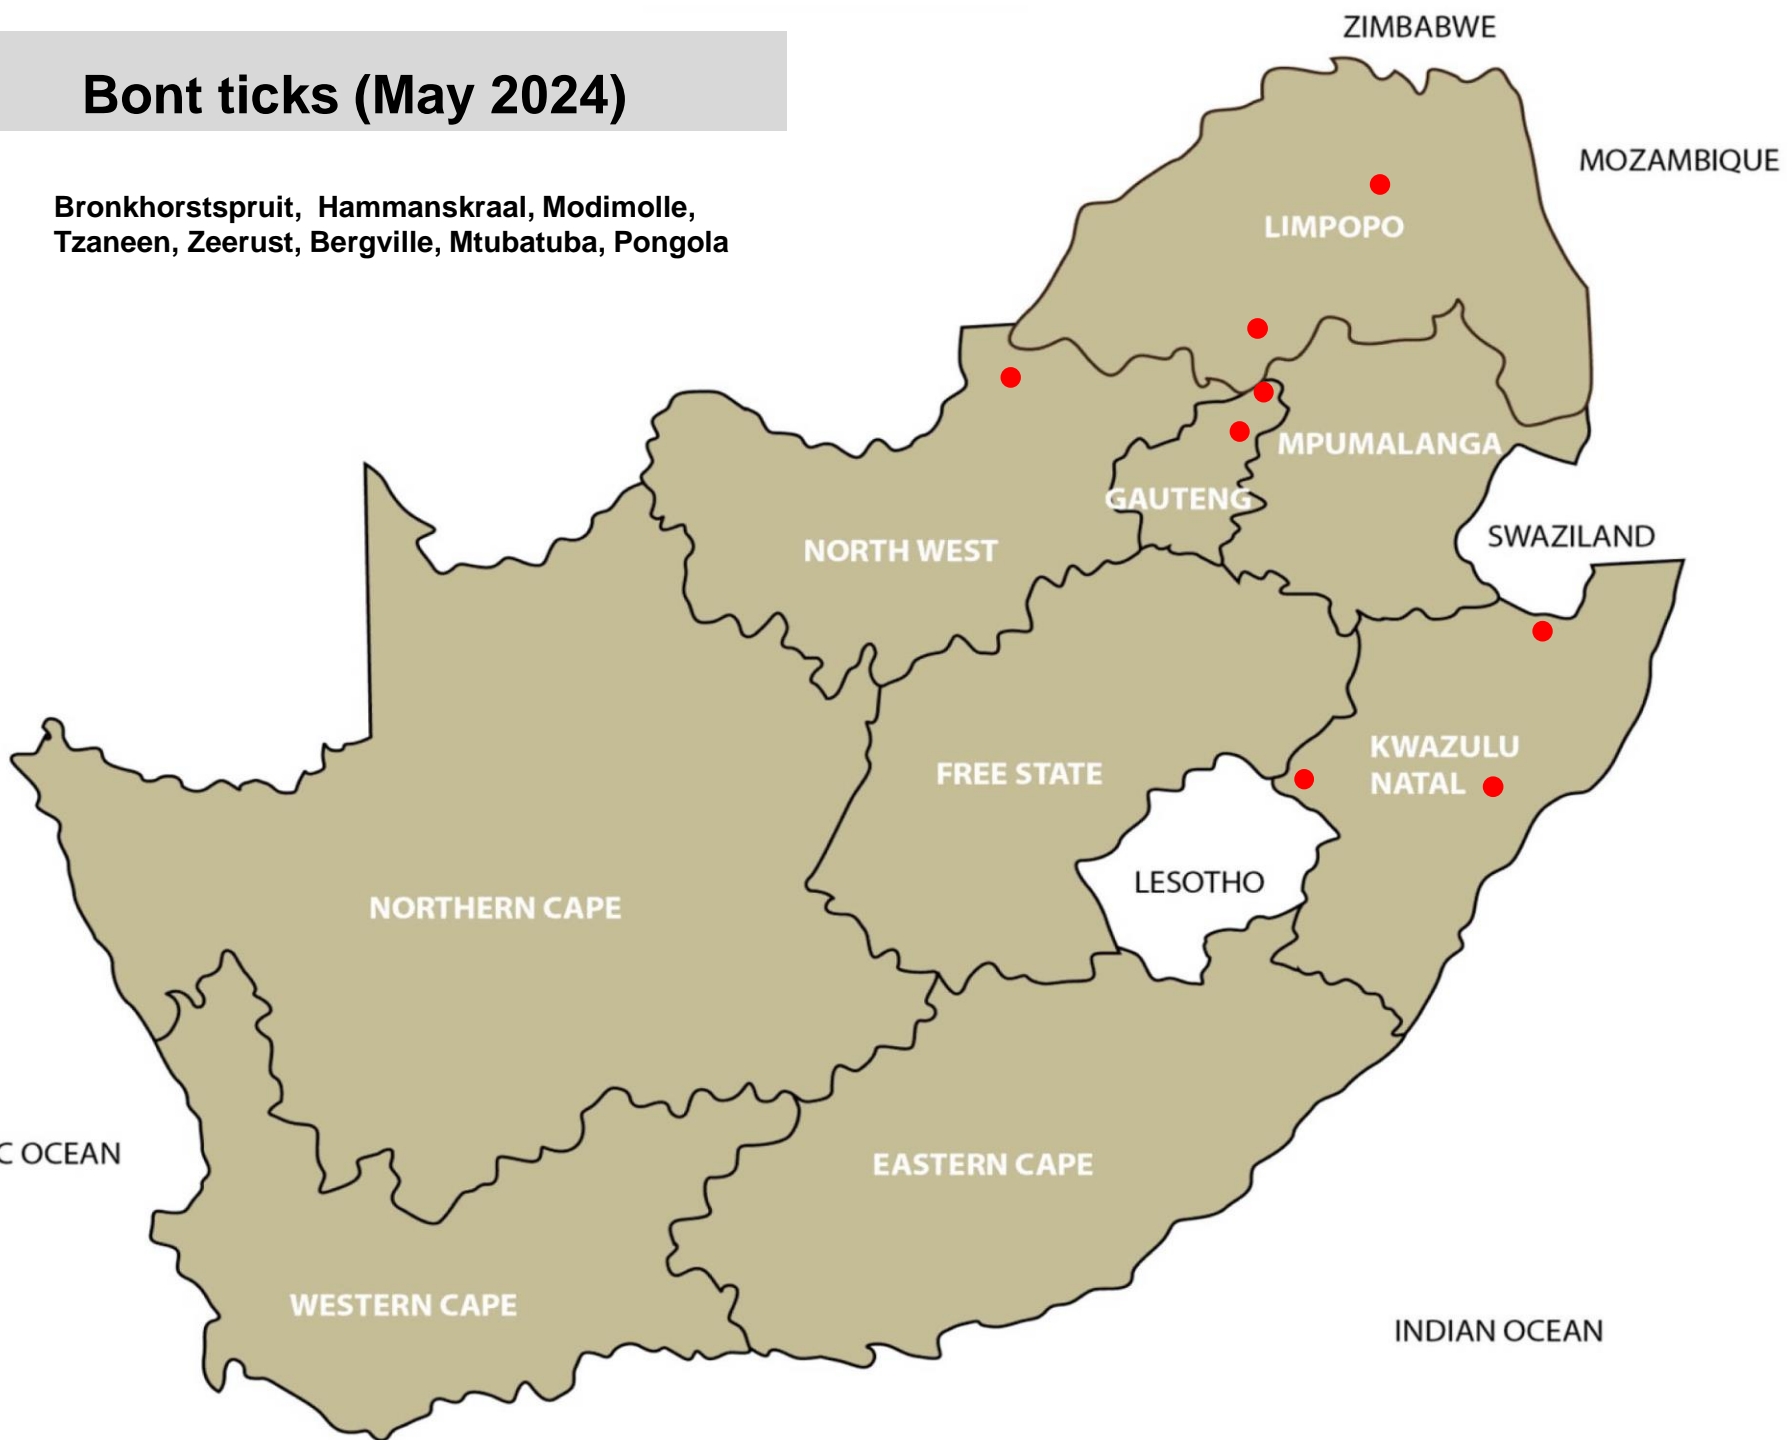 ZIMBABWE
Bont ticks (May 2024)
MOZAMBIQUE
Bronkhorstspruit, Hammanskraal, Modimolle,
Tzaneen, Zeerust, Bergville, Mtubatuba, Pongola
LIMPOPO
MPUMALANGA
GAUTENG
NORTH WEST
SWAZILAND
KWAZULU
NATAL
FREE STATE
LESOTHO
NORTHERN CAPE
C OCEAN
EASTERN CAPE
WESTERN CAPE
INDIAN OCEAN